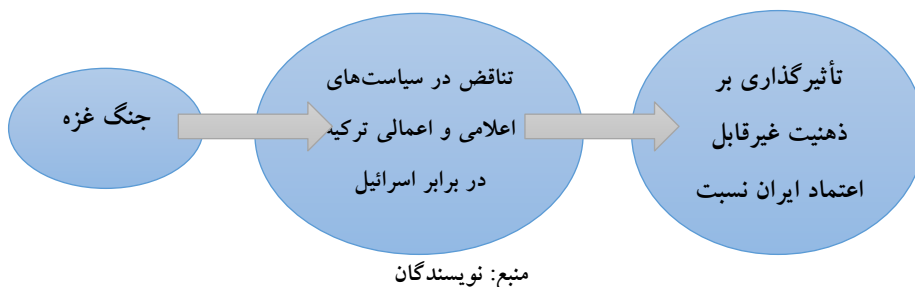 جنگ غزه
تناقض در سیاست‌های
اعلامی و اعمالی ترکیه
در برابر اسرائیل
تأثیرگذاری بر
ذهنیت غیرقابل
اعتماد ایران نسبت
منبع: نویسندگان